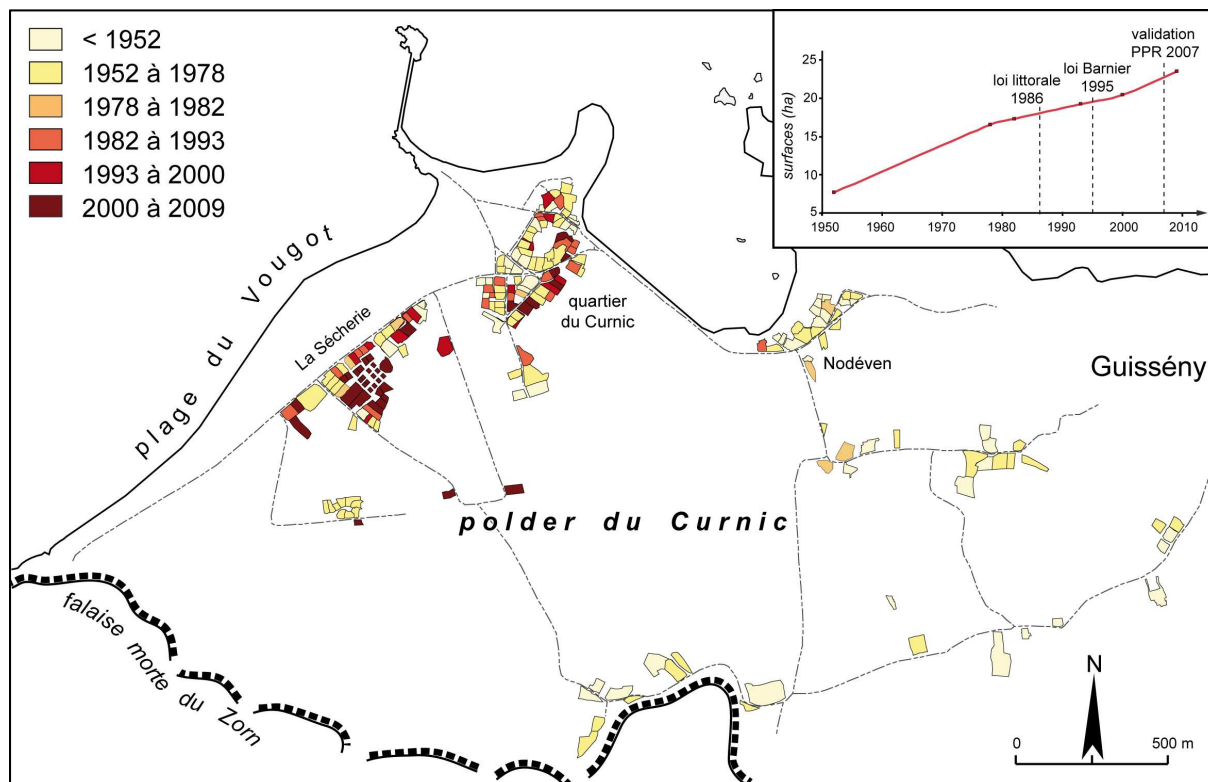 < 1952
1952 à 1978
1978 à 1982
1982 à 1993
1993 à 2000
2000 à 2009
validation
PPR 2007
loi Barnier
1995
loi littorale
1986
surfaces (ha)
25
20
15
10
5
1950
1960
1970
1980
1990
2000
2010
plage du Vougot
La Sécherie
quartier
du Curnic
Nodéven
Guissény
polder du Curnic
falaise morte du Zorn
N
0
500 m